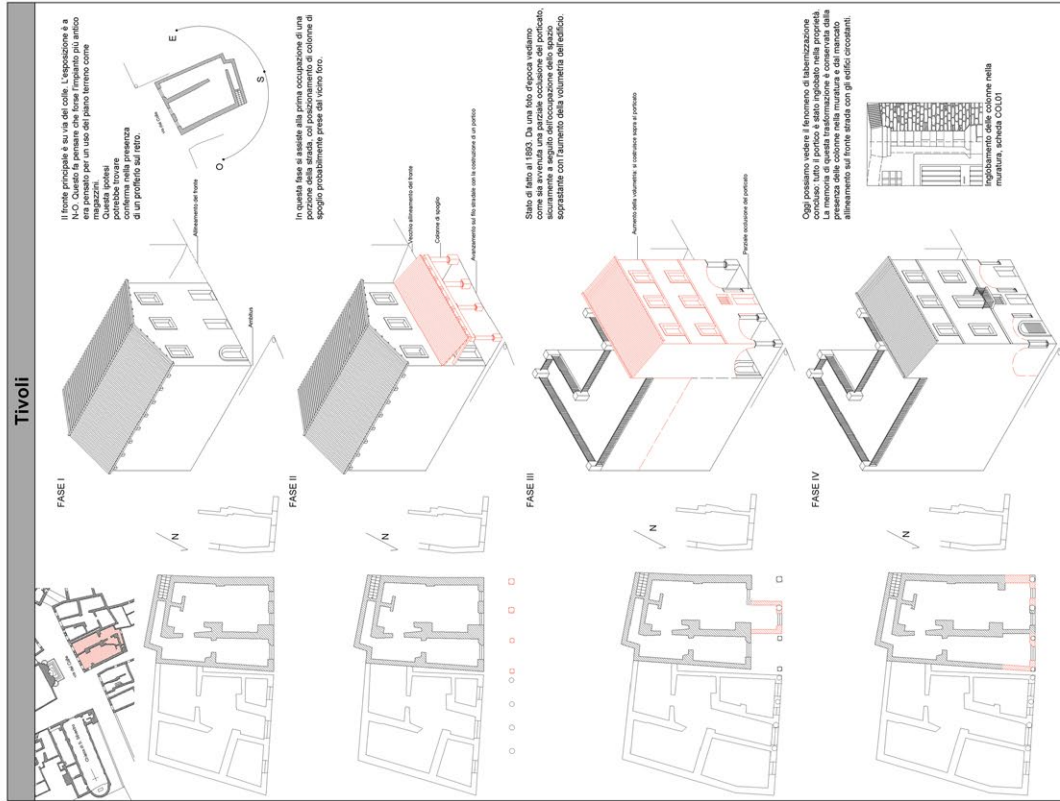 Tivoli
FASE I
Il fronte principale è su via del colle. L'esposizione è a
N-O. Questo fa pensare che forse l'impianto più antico
era pensato per un uso del piano terreno come
magazzini.
Questa ipotesi
potrebbe trovare
conferma nella presenza
di un profferlo sul retro.
E
S
O
via del Colle
Allineamento del fronte
Ambitus
N
via del Colle
FASE II
In questa fase si assiste alla prima occupazione di una
porzione della strada, col posizionamento di colonne di
spoglio probabilmente prese dal vicino foro.
Vecchio allineamento del fronte
Colonne di spoglio
Avanzamento sul filo stradale con la costruzione di un portico
N
FASE III
Stato di fatto al 1893. Da una foto d'epoca vediamo
come sia avvenuta una parziale occlusione del porticato,
sicuramente a seguito dell'occupazione dello spazio
soprastante con l'aumento della volumetria dell'edificio.
Aumento della volumetria: si costruisce sopra al porticato
Parziale occlusione del porticato
N
FASE IV
Oggi possiamo vedere il fenomeno di tabernizzazione
concluso: tutto il portico è stato inglobato nella proprietà.
La memoria di questa trasformazione è conservata dalla
presenza delle colonne nella muratura e dal mancato
allineamento sul fronte strada con gli edifici circostanti.
Inglobamento delle colonne nella
muratura, scheda COL01
N